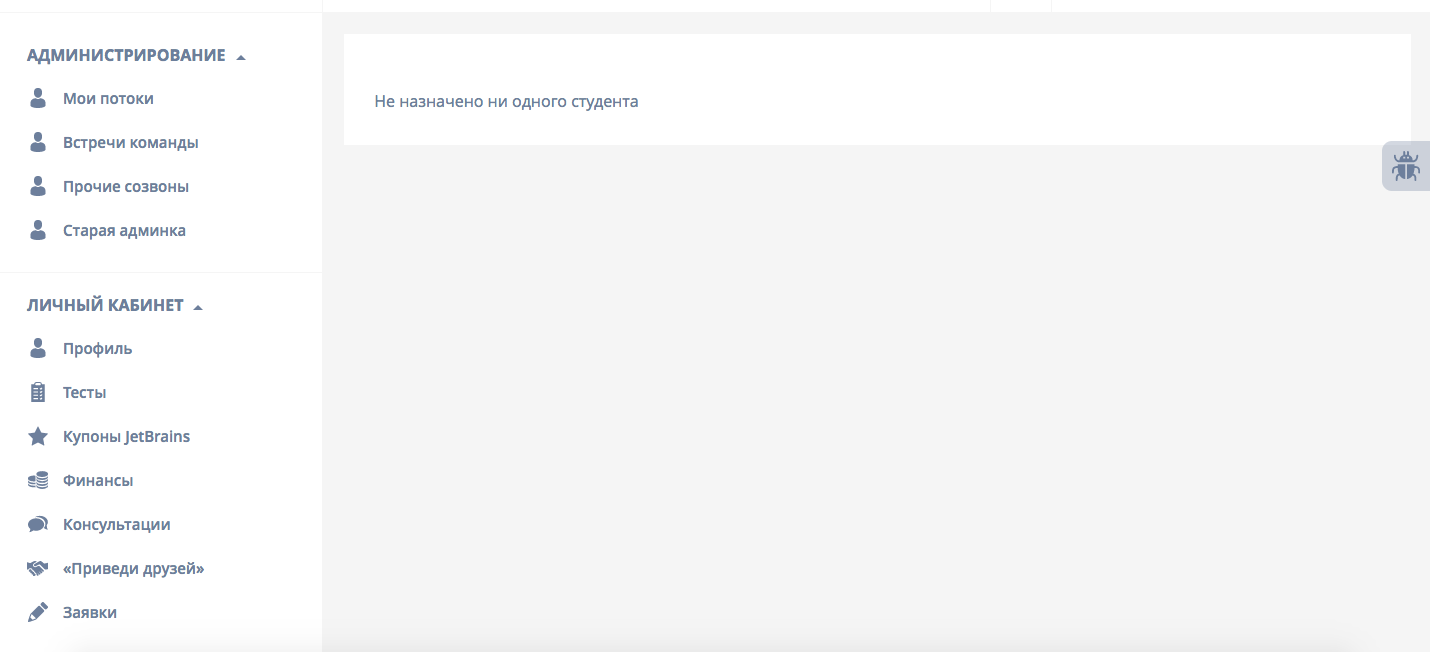 АДМИНИСТРИРОВАНИЕ
Мои потоки
Встречи команды
Прочие созвоны
Старая админка
ЛИЧНЫЙ КАБИНЕТ
Профиль
Тесты
Купоны JetBrains
Финансы
Консультации
«Приведи друзей»
Заявки
Не назначено ни одного студента